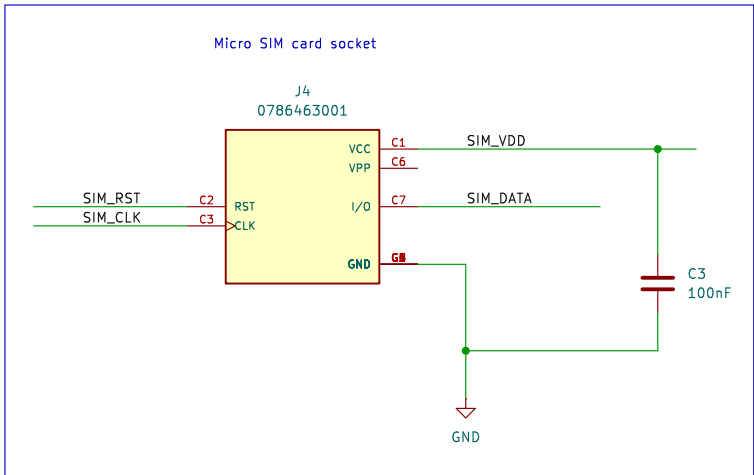 Micro SIM card socket
J4
0786463001
VCC C1 SIM_VDD
VPP C6
SIM_RST C2 RST
I/O C7 SIM_DATA
SIM_CLK C3 CLK
GND
C3
100nF
GND